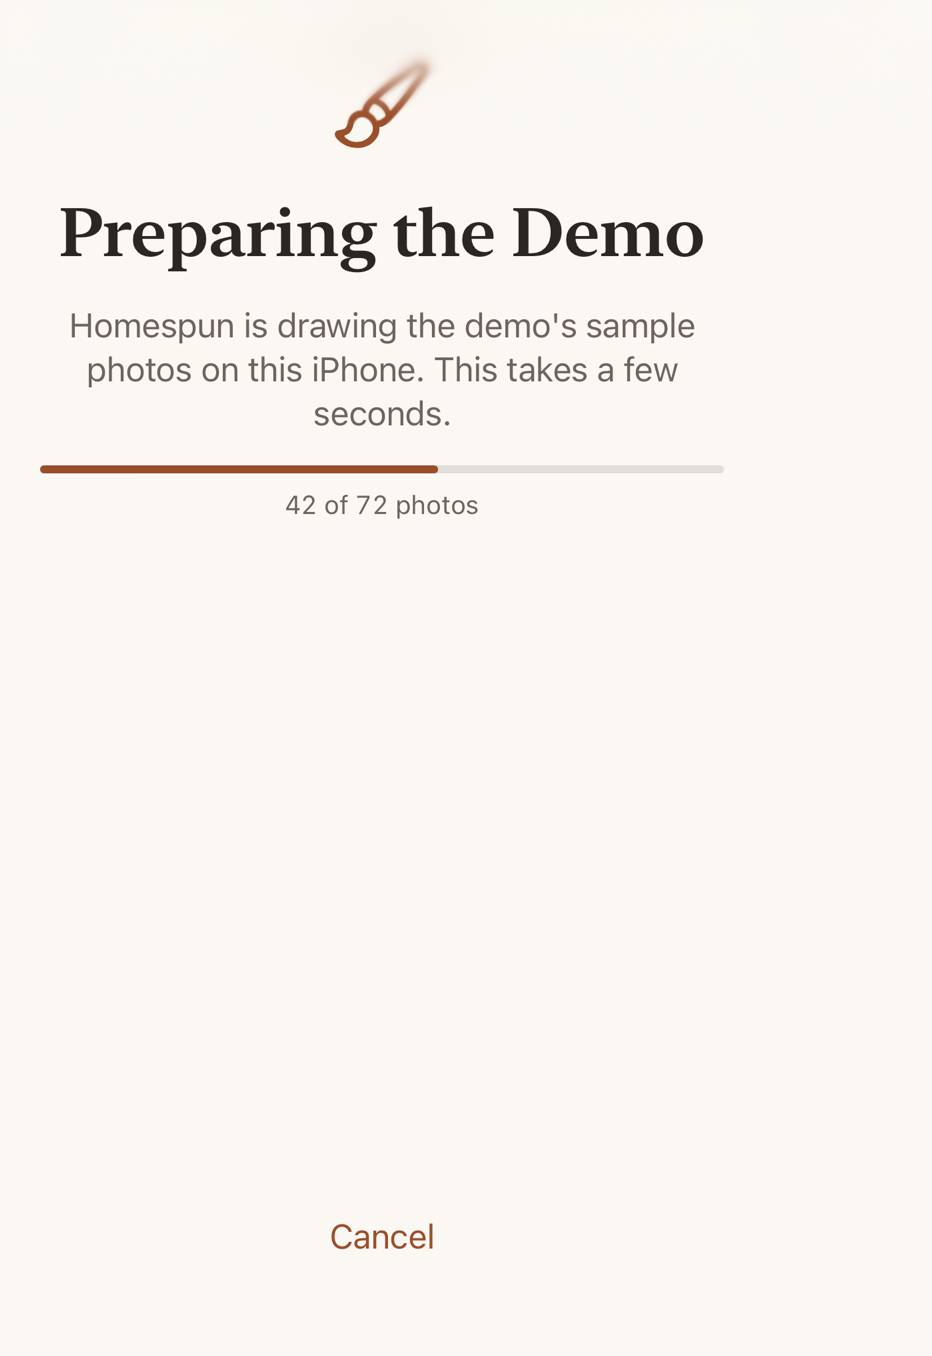 Preparing the Demo
Homespun is drawing the demo's sample
photos on this iPhone. This takes a few
seconds.
42 of 72 photos
Cancel